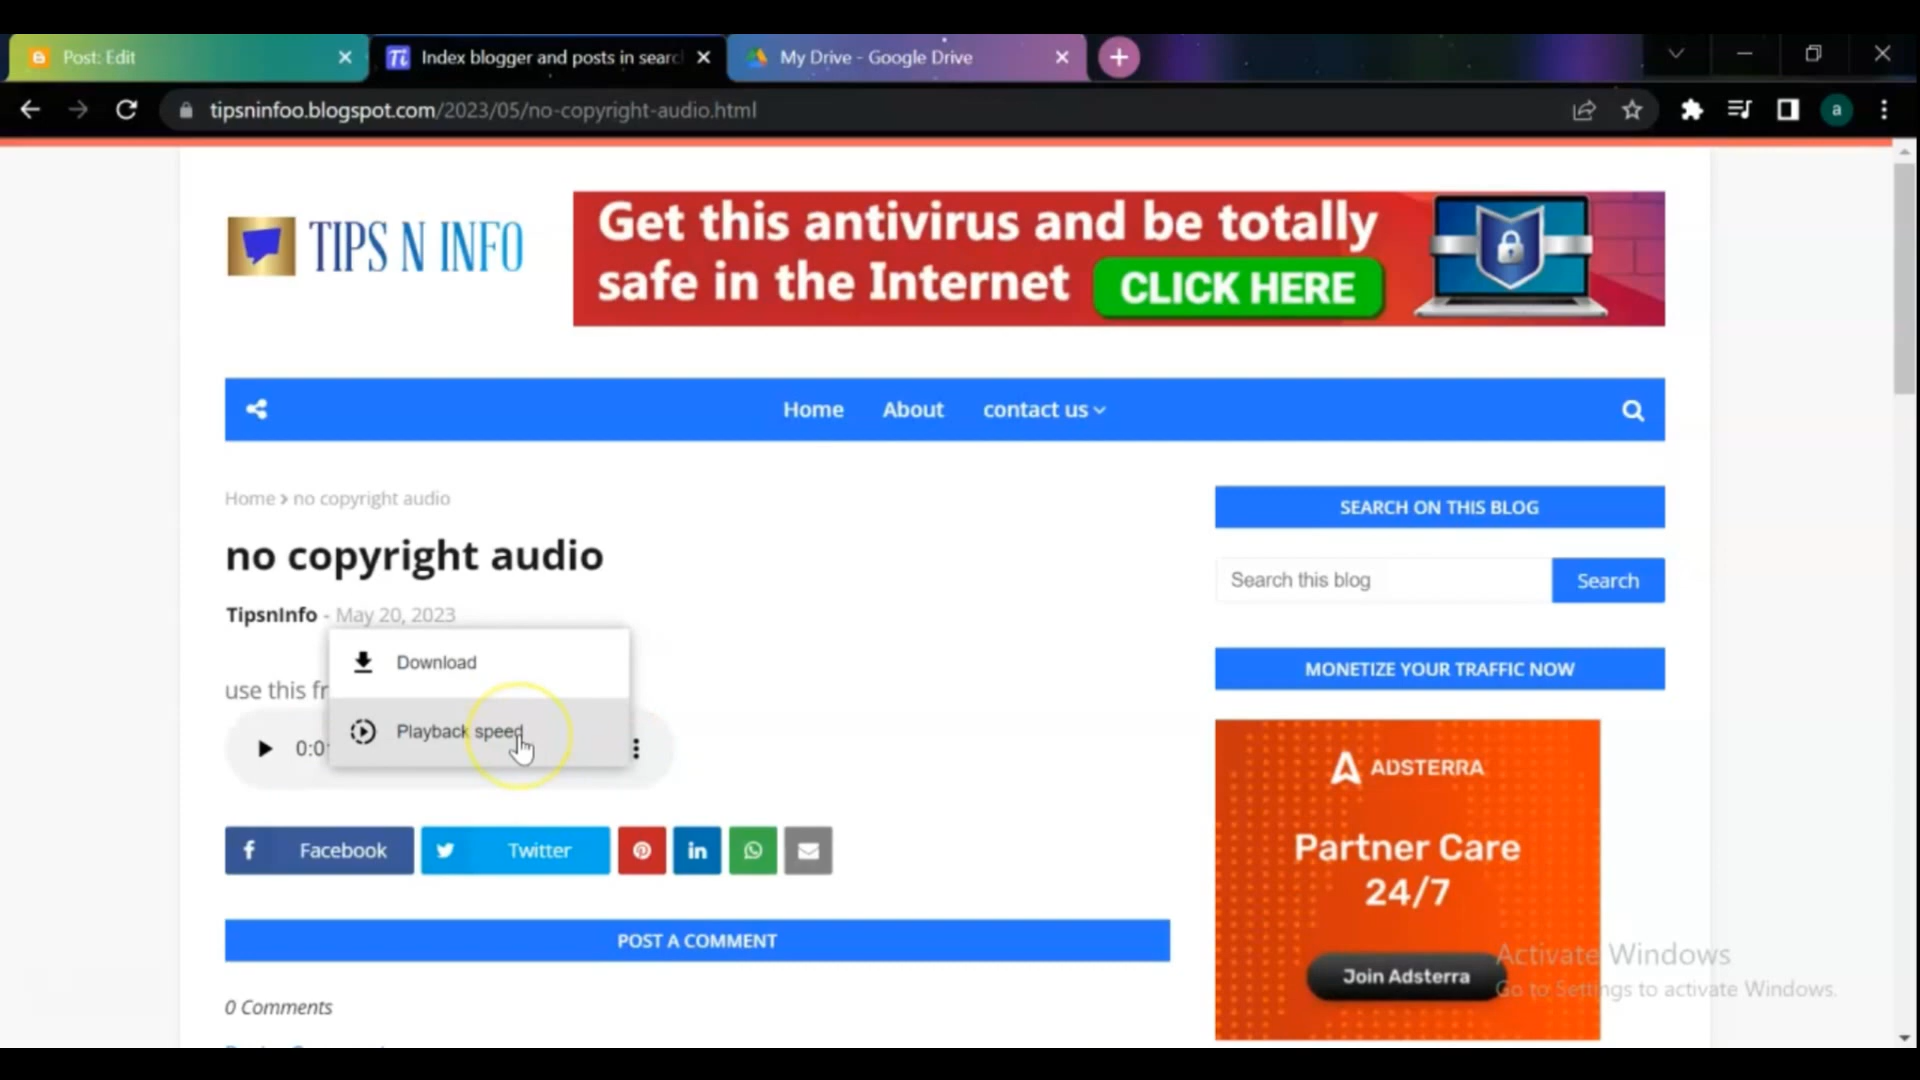 Post: Edit
Index blogger and posts in searc
My Drive - Google Drive
tipsninfoo.blogspot.com/2023/05/no-copyright-audio.html
a
TIPS N INFO
Get this antivirus and be totally
safe in the Internet CLICK HERE
Home
About
contact us
Home > no copyright audio
SEARCH ON THIS BLOG
no copyright audio
Search this blog
Search
TipsnInfo - May 20, 2023
Download
MONETIZE YOUR TRAFFIC NOW
use this fr
Playback speed
0:0
ADSTERRA
Partner Care
24/7
Facebook
Twitter
POST A COMMENT
Join Adsterra
Activate Windows
Go to Settings to activate Windows.
0 Comments